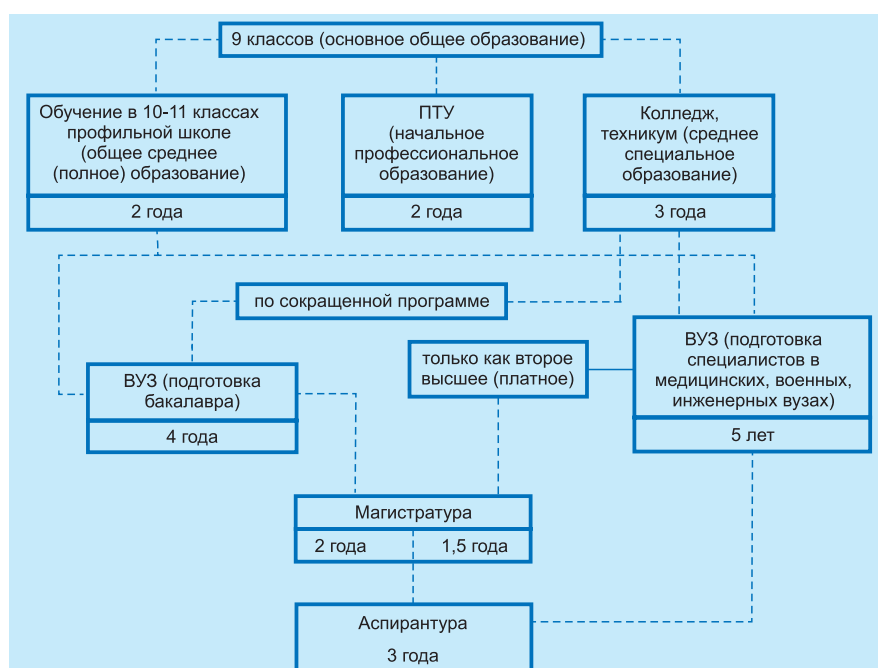 9 классов (основное общее образование)
Обучение в 10-11 классах
профильной школе
(общее среднее
(полное) образование)
2 года
ПТУ
(начальное
профессиональное
образование)
2 года
Колледж,
техникум (среднее
специальное
образование)
3 года
по сокращенной программе
ВУЗ (подготовка
бакалавра)
4 года
только как второе
высшее (платное)
ВУЗ (подготовка
специалистов в
медицинских, военных,
инженерных вузах)
5 лет
Магистратура
2 года
1,5 года
Аспирантура
3 года